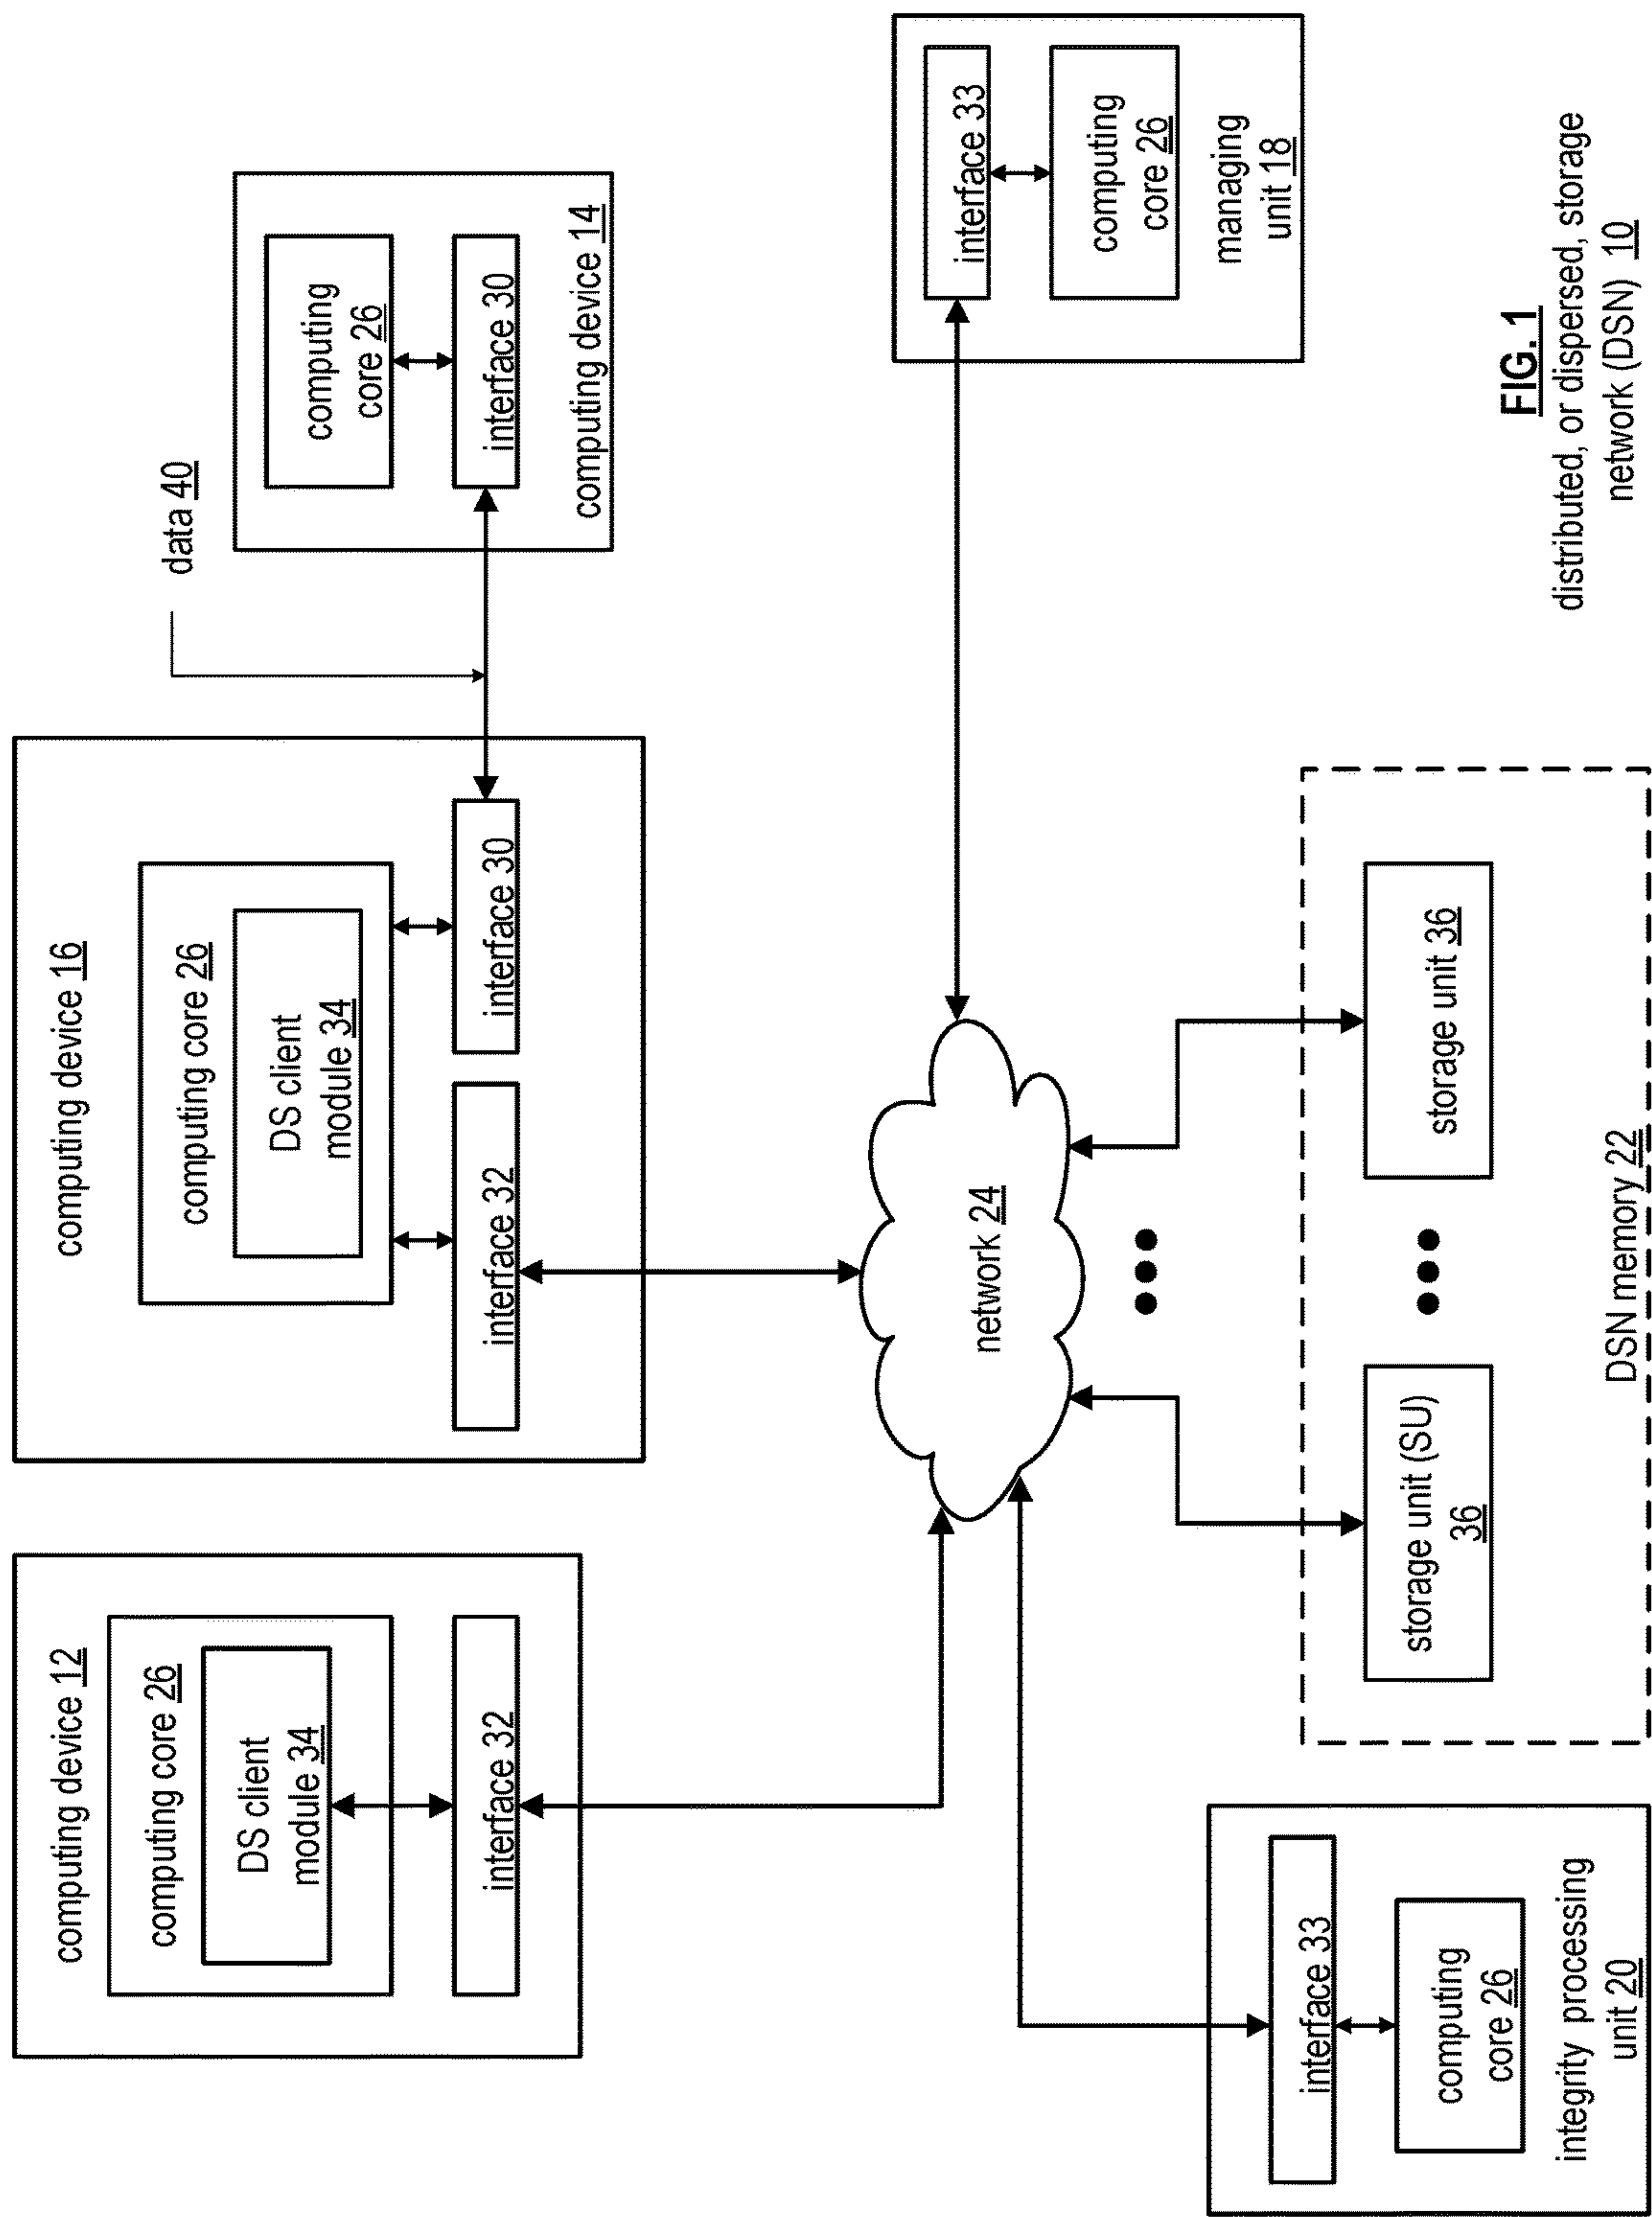 computing device 12
computing core 26
DS client
module 34
interface 32
computing device 16
computing core 26
DS client
module 34
interface 32
interface 30
data 40
computing
core 26
interface 30
computing device 14
network 24
interface 33
computing
core 26
managing
unit 18
interface 33
computing
core 26
integrity processing
unit 20
storage unit (SU)
36
storage unit 36
DSN memory 22
FIG. 1
distributed, or dispersed, storage
network (DSN) 10